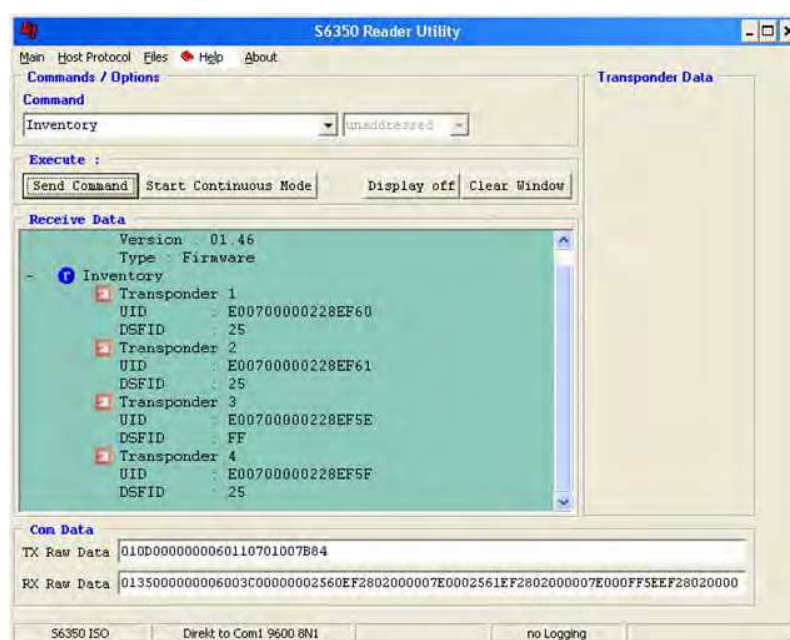 S6350 Reader Utility
Main Host Protocol Files Help About
Commands / Options
Command
Inventory unaddressed
Execute :
Send Command Start Continuous Mode Display off Clear Window
Receive Data
Version : 01.46
Type : Firmware
- r Inventory
Transponder 1
UID : E00700000228EF60
DSFID : 25
Transponder 2
UID : E00700000228EF61
DSFID : 25
Transponder 3
UID : E00700000228EF5E
DSFID : FF
Transponder 4
UID : E00700000228EF5F
DSFID : 25
Transponder Data
Com Data
TX Raw Data 010D0000000060110701007B84
RX Raw Data 0135000000006003C00000002560EF2802000007E0002561EF2802000007E000FF5EEF28020000
S6350 ISO Direkt to Com1 9600 8N1 no Logging